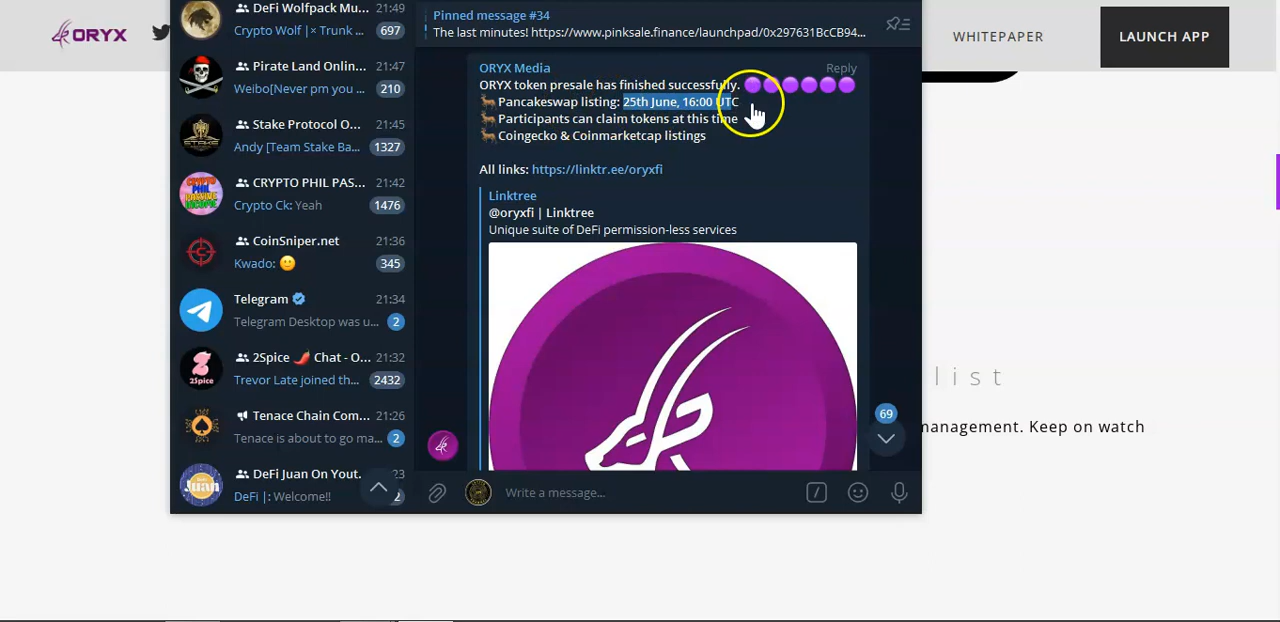 ORYX
WHITEPAPER
LAUNCH APP
DeFi Wolfpack Mu... 21:49
Crypto Wolf |× Trunk ... 697
Pirate Land Onlin... 21:47
Weibo[Never pm you ... 210
Stake Protocol O... 21:45
Andy [Team Stake Ba... 1327
CRYPTO PHIL PAS... 21:42
Crypto Ck: Yeah 1476
CoinSniper.net 21:36
Kwado: 🙂 345
Telegram 21:34
Telegram Desktop was u... 2
2Spice 🌶️ Chat - O... 21:32
Trevor Late joined th... 2432
Tenace Chain Com... 21:26
Tenace is about to go ma... 2
DeFi Juan On Yout. 23
DeFi |: Welcome!! 2
Pinned message #34
The last minutes! https://www.pinksale.finance/launchpad/0x297631BcCB94...
ORYX Media Reply
ORYX token presale has finished successfully. 🟣🟣🟣🟣🟣🟣
Pancakeswap listing: 25th June, 16:00 UTC
Participants can claim tokens at this time
Coingecko & Coinmarketcap listings
All links: https://linktr.ee/oryxfi
Linktree
@oryxfi | Linktree
Unique suite of DeFi permission-less services
69
Write a message...
list
management. Keep on watch